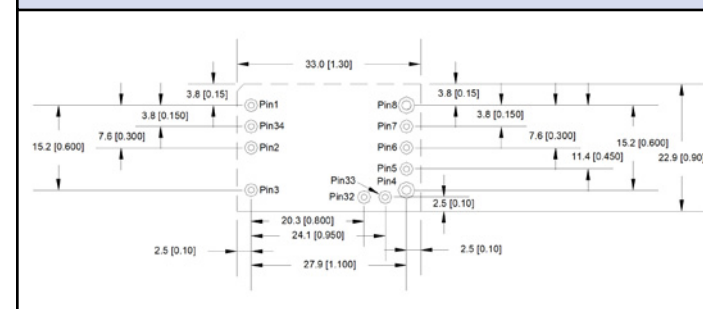 33.0 [1.30]
3.8 [0.15]
3.8 [0.15]
Pin1
Pin8
3.8 [0.150]
3.8 [0.150]
Pin34
Pin7
7.6 [0.300]
7.6 [0.300]
15.2 [0.600]
Pin2
Pin6
15.2 [0.600]
11.4 [0.450]
22.9 [0.90]
Pin5
Pin33
Pin4
Pin3
Pin32
2.5 [0.10]
20.3 [0.800]
24.1 [0.950]
2.5 [0.10]
2.5 [0.10]
27.9 [1.100]